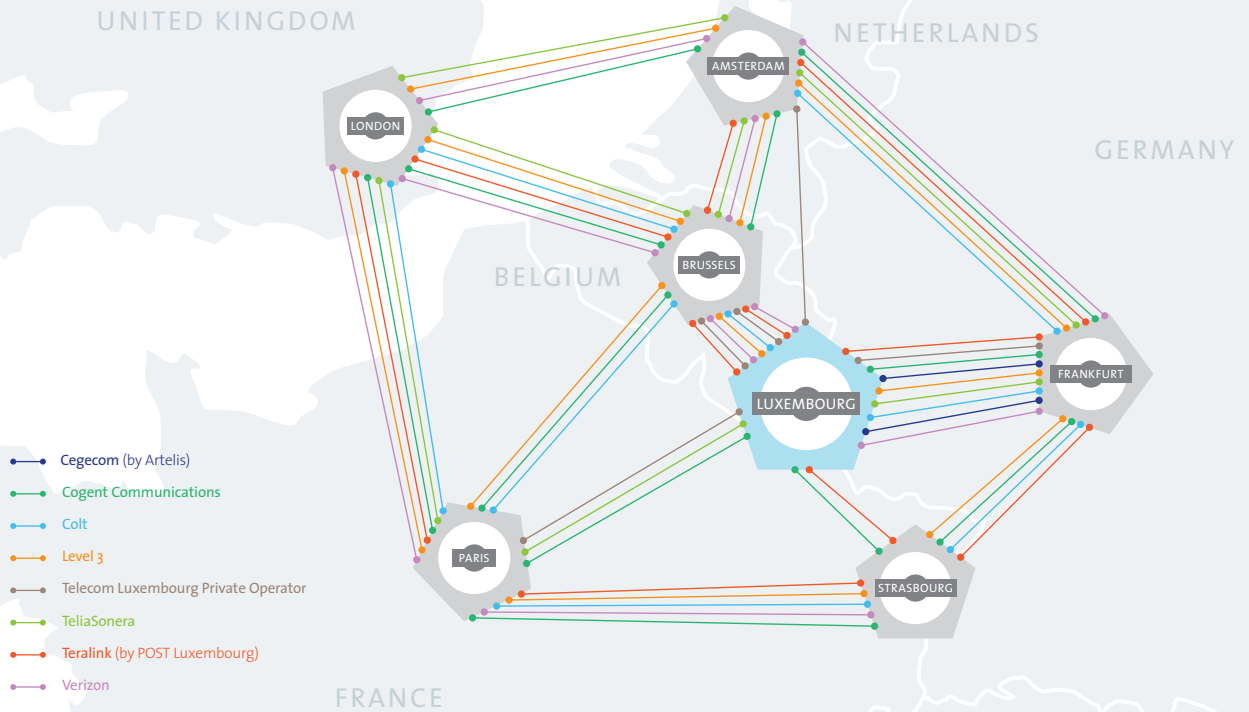 UNITED KINGDOM
NETHERLANDS
AMSTERDAM
LONDON
GERMANY
BRUSSELS
BELGIUM
FRANKFURT
LUXEMBOURG
Cegecom (by Artelis)
Cogent Communications
Colt
Level 3
PARIS
Telecom Luxembourg Private Operator
STRASBOURG
TeliaSonera
Teralink (by POST Luxembourg)
Verizon
FRANCE